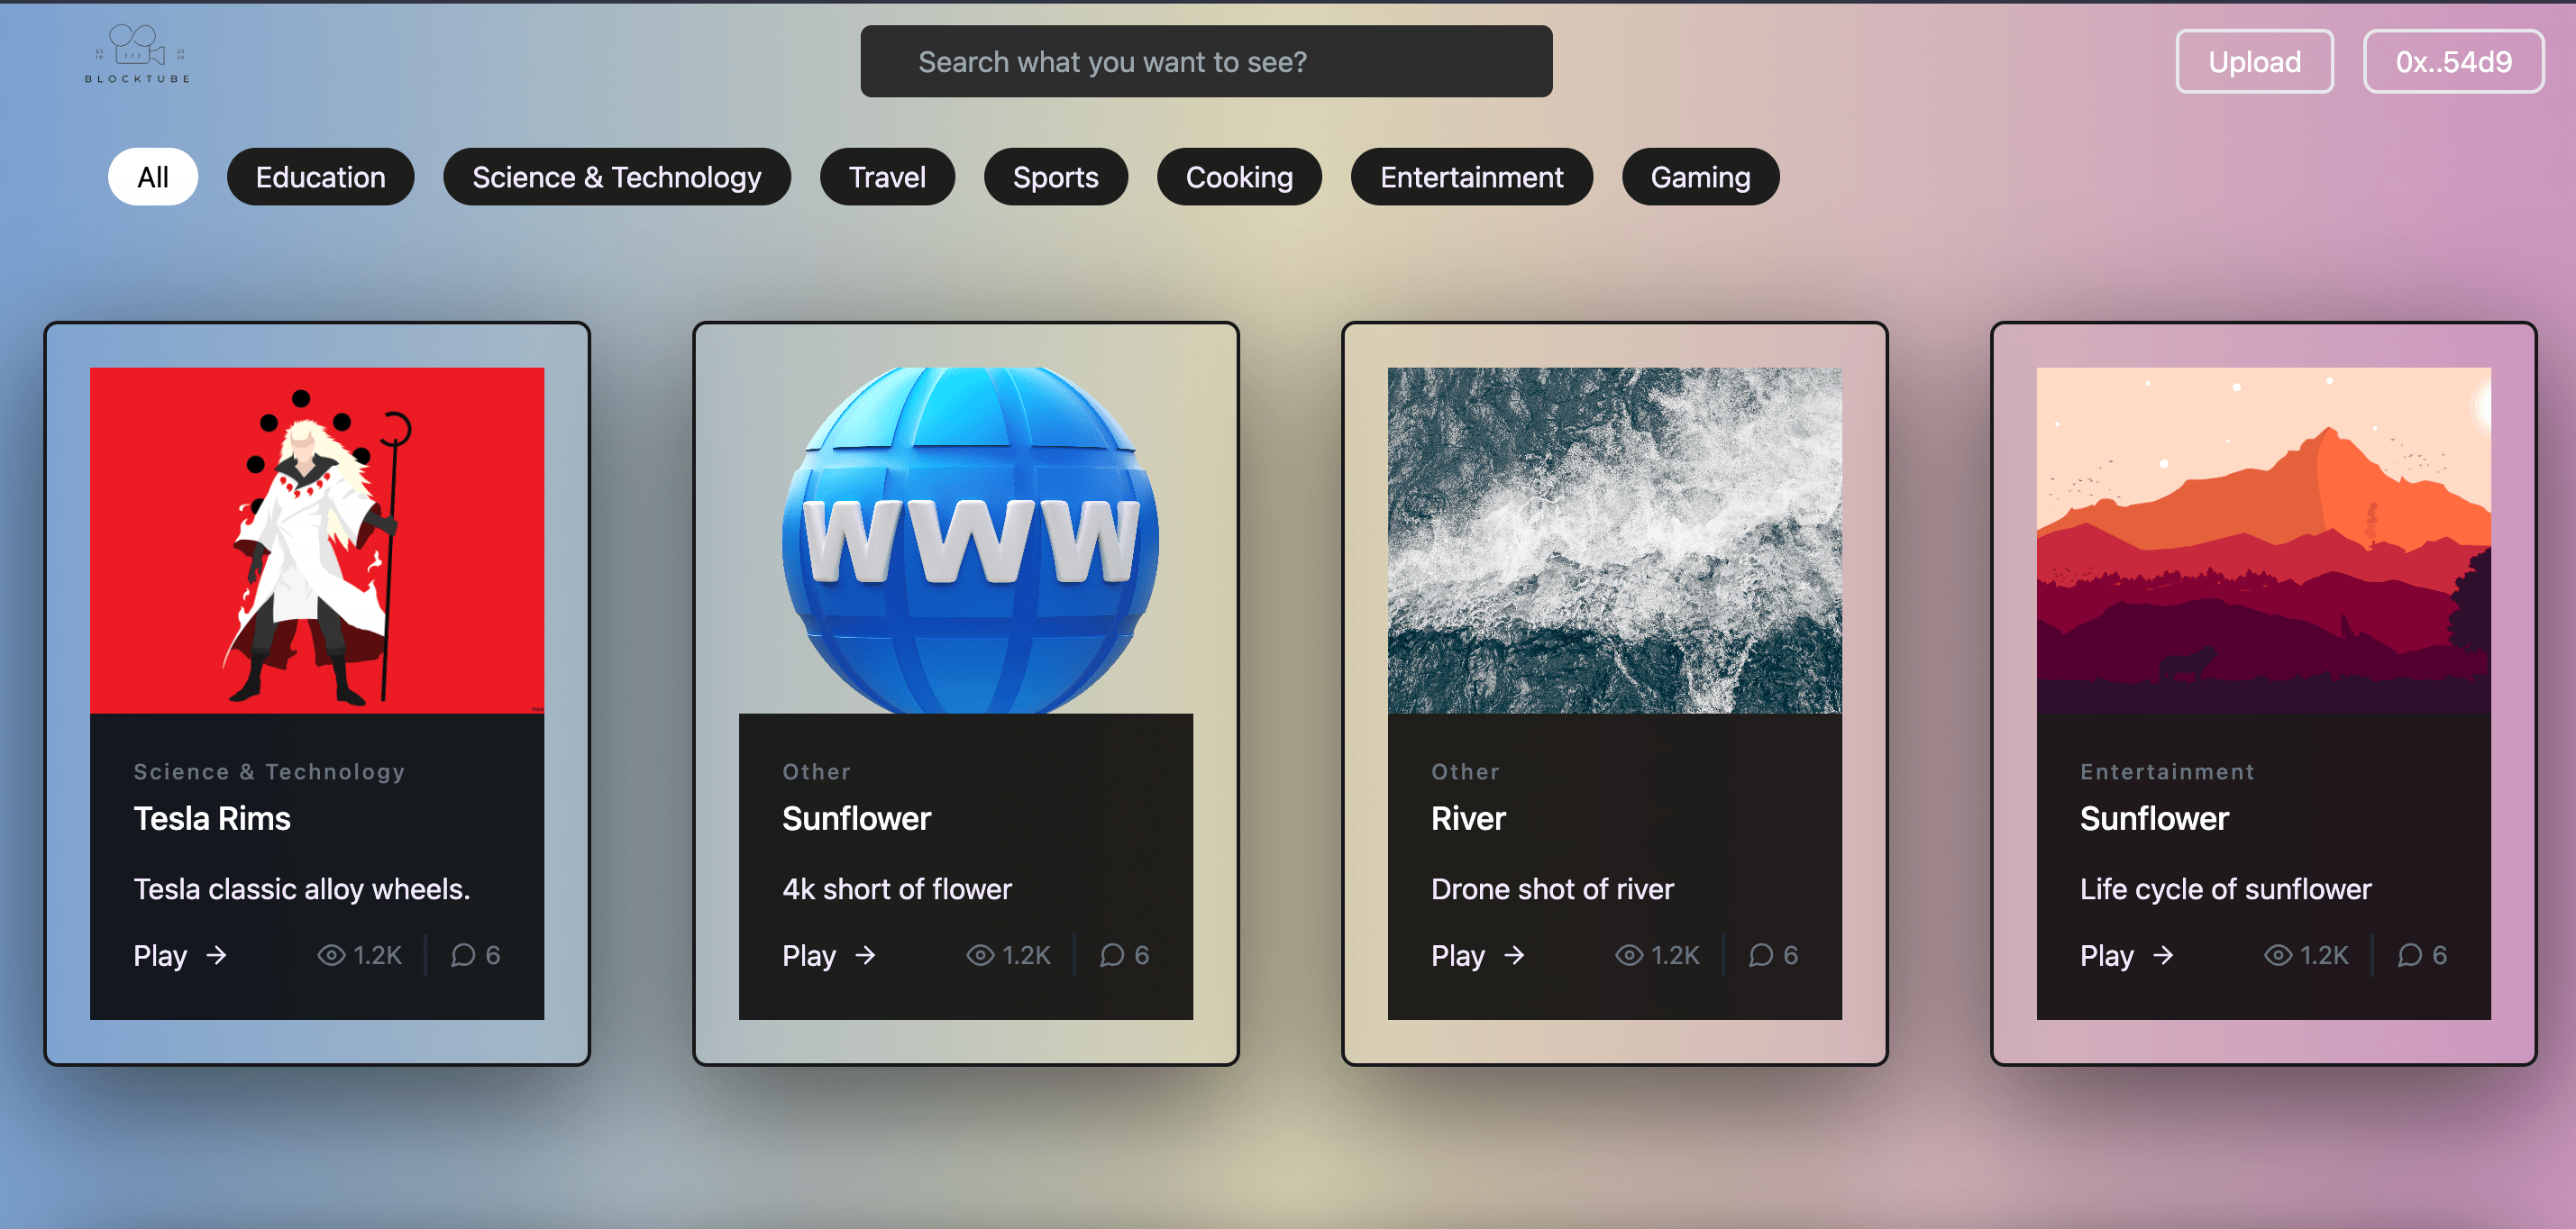 BLOCKTUBE
Search what you want to see?
Upload
0x..54d9
All
Education
Science & Technology
Travel
Sports
Cooking
Entertainment
Gaming
WWW
Science & Technology
Tesla Rims
Tesla classic alloy wheels.
Play → 1.2K 6
Other
Sunflower
4k short of flower
Play → 1.2K 6
Other
River
Drone shot of river
Play → 1.2K 6
Entertainment
Sunflower
Life cycle of sunflower
Play → 1.2K 6